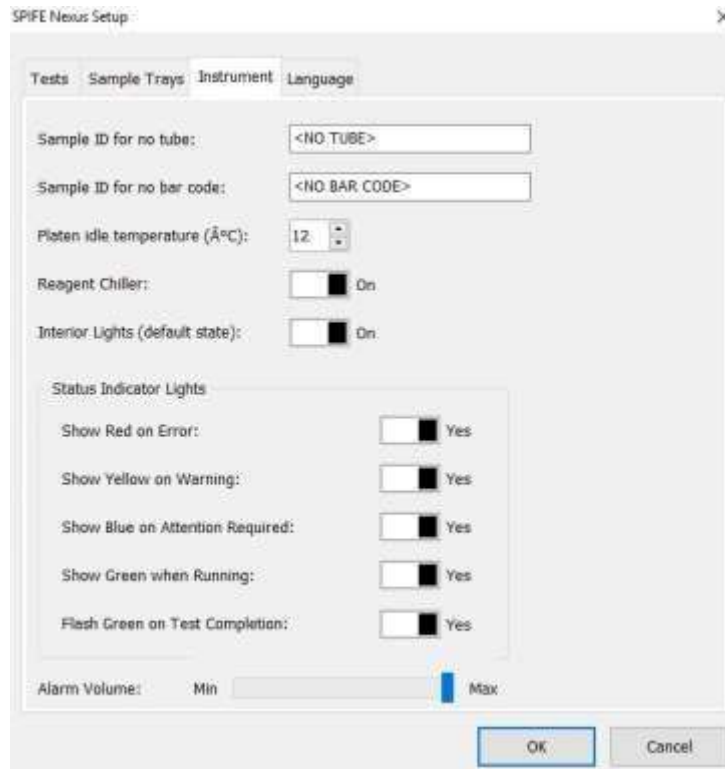 SPIFE Nexus Setup
Tests Sample Trays Instrument Language
Sample ID for no tube: <NO TUBE>
Sample ID for no bar code: <NO BAR CODE>
Platen idle temperature (ÂºC): 12
Reagent Chiller: On
Interior Lights (default state): On
Status Indicator Lights
Show Red on Error: Yes
Show Yellow on Warning: Yes
Show Blue on Attention Required: Yes
Show Green when Running: Yes
Flash Green on Test Completion: Yes
Alarm Volume: Min Max
OK Cancel